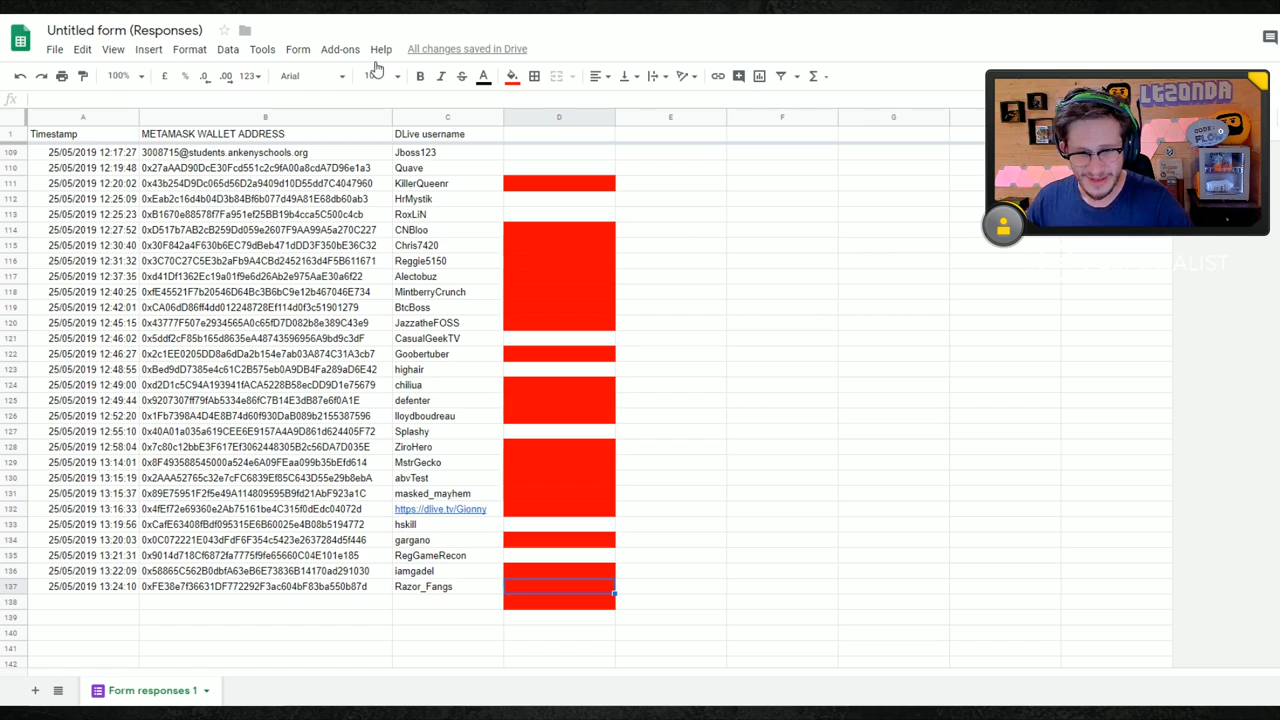 Untitled form (Responses)
File Edit View Insert Format Data Tools Form Add-ons Help All changes saved in Drive
100% £ % .0 .00 123 Arial B I S A
fx
A B C D E F G
1 Timestamp METAMASK WALLET ADDRESS DLive username
109 25/05/2019 12:17:27 3008715@students.ankenyschools.org Jboss123
110 25/05/2019 12:19:48 0x27aAAD90DcE30Fcd551c2c9fA00a8cdA7D96e1a3 Quave
111 25/05/2019 12:20:02 0x43b254D9Dc065d56D2a9409d10D55dd7C4047960 KillerQueenr
112 25/05/2019 12:25:09 0xEab2c16d4b04D3b84Bf6b077d49A81E68dB60ab3 HrMystik
113 25/05/2019 12:25:23 0xB1670e88578f7Fa951ef25BB19b4cca5C500c4cb RoxLiN
114 25/05/2019 12:27:52 0xD517b7AB2cB259Dd059e2607F9AA99A5a270C227 CNBloo
115 25/05/2019 12:30:40 0x30F842a4F630b6EC79dBeb471dDD3F350bE36C32 Chris7420
116 25/05/2019 12:31:32 0x3C70C27C5E3b2aFb9A4CBd2452163d4F5B611671 Reggie5150
117 25/05/2019 12:37:35 0xd41Df1362Ec19a01f9e6d26Ab2e975AaE30a6f22 Alectobuz
118 25/05/2019 12:40:25 0xfE45521F7b20546D64Bc3B6bC9e12b467046E734 MintberryCrunch
119 25/05/2019 12:42:01 0xCA06dD86ff4dd012248728Ef114d0f3c51901279 BtcBoss
120 25/05/2019 12:45:15 0x43777F507e2934565A0c65fD7D082b8e389C43e9 JazzatheFOSS
121 25/05/2019 12:46:02 0x5ddf2cF85b165d8635eA48743596956A9bd9c3dF CasualGeekTV
122 25/05/2019 12:46:27 0x2c1EE0205DD8a6dDa2b154e7ab03A874C31A3cb7 Goobertuber
123 25/05/2019 12:48:55 0xBed9dD7385e4c61C2B575eb0A9DB4Fa289aD6E42 highair
124 25/05/2019 12:49:00 0xd2D1c5C94A193941fACA5228B58ecDD9D1e75679 chiliua
125 25/05/2019 12:49:44 0x9207307ff79fAb5334e86fC7B14E3dB87e6f0A1E defenter
126 25/05/2019 12:52:20 0x1Fb7398A4D4E8B74d60f930DaB089b2155387596 lloydboudreau
127 25/05/2019 12:55:10 0x40A01a035a619CEE6E9157A4A9D861d624405F72 Splashy
128 25/05/2019 12:58:04 0x7c80c12bbE3F617Ef3062448305B2c56DA7D035E ZiroHero
129 25/05/2019 13:14:01 0x8F493588545000a524e6A09FEaa099b35bEfd614 MstrGecko
130 25/05/2019 13:15:19 0x2AAA52765c32e7cFC6839Ef85C643D55e29b8ebA abvTest
131 25/05/2019 13:15:37 0x89E75951F2f5e49A114809595B9fd21AbF923a1C masked_mayhem
132 25/05/2019 13:16:33 0x4fEf72e69360e2Ab75161be4C315f0dEdc04072d https://dlive.tv/Gionny
133 25/05/2019 13:19:56 0xCafE63408fBdf095315E6B60025e4B08b5194772 hskill
134 25/05/2019 13:20:03 0x0C072221E03adFdF6F354c5423c2637284d5f446 gargano
135 25/05/2019 13:21:31 0x9014d718Cf6872fa7775f9fe65660C04E101e185 RegGameRecon
136 25/05/2019 13:22:09 0x58865C562B0dbfA63eB6E73836B14170ad291030 iamgadel
137 25/05/2019 13:24:10 0xFE38e7f36631DF772292F3ac604bF83ba550b87d Razor_Fangs
138
139
140
141
142
+ Form responses 1
LTZONDA
CODE:
FLOW
ALIST